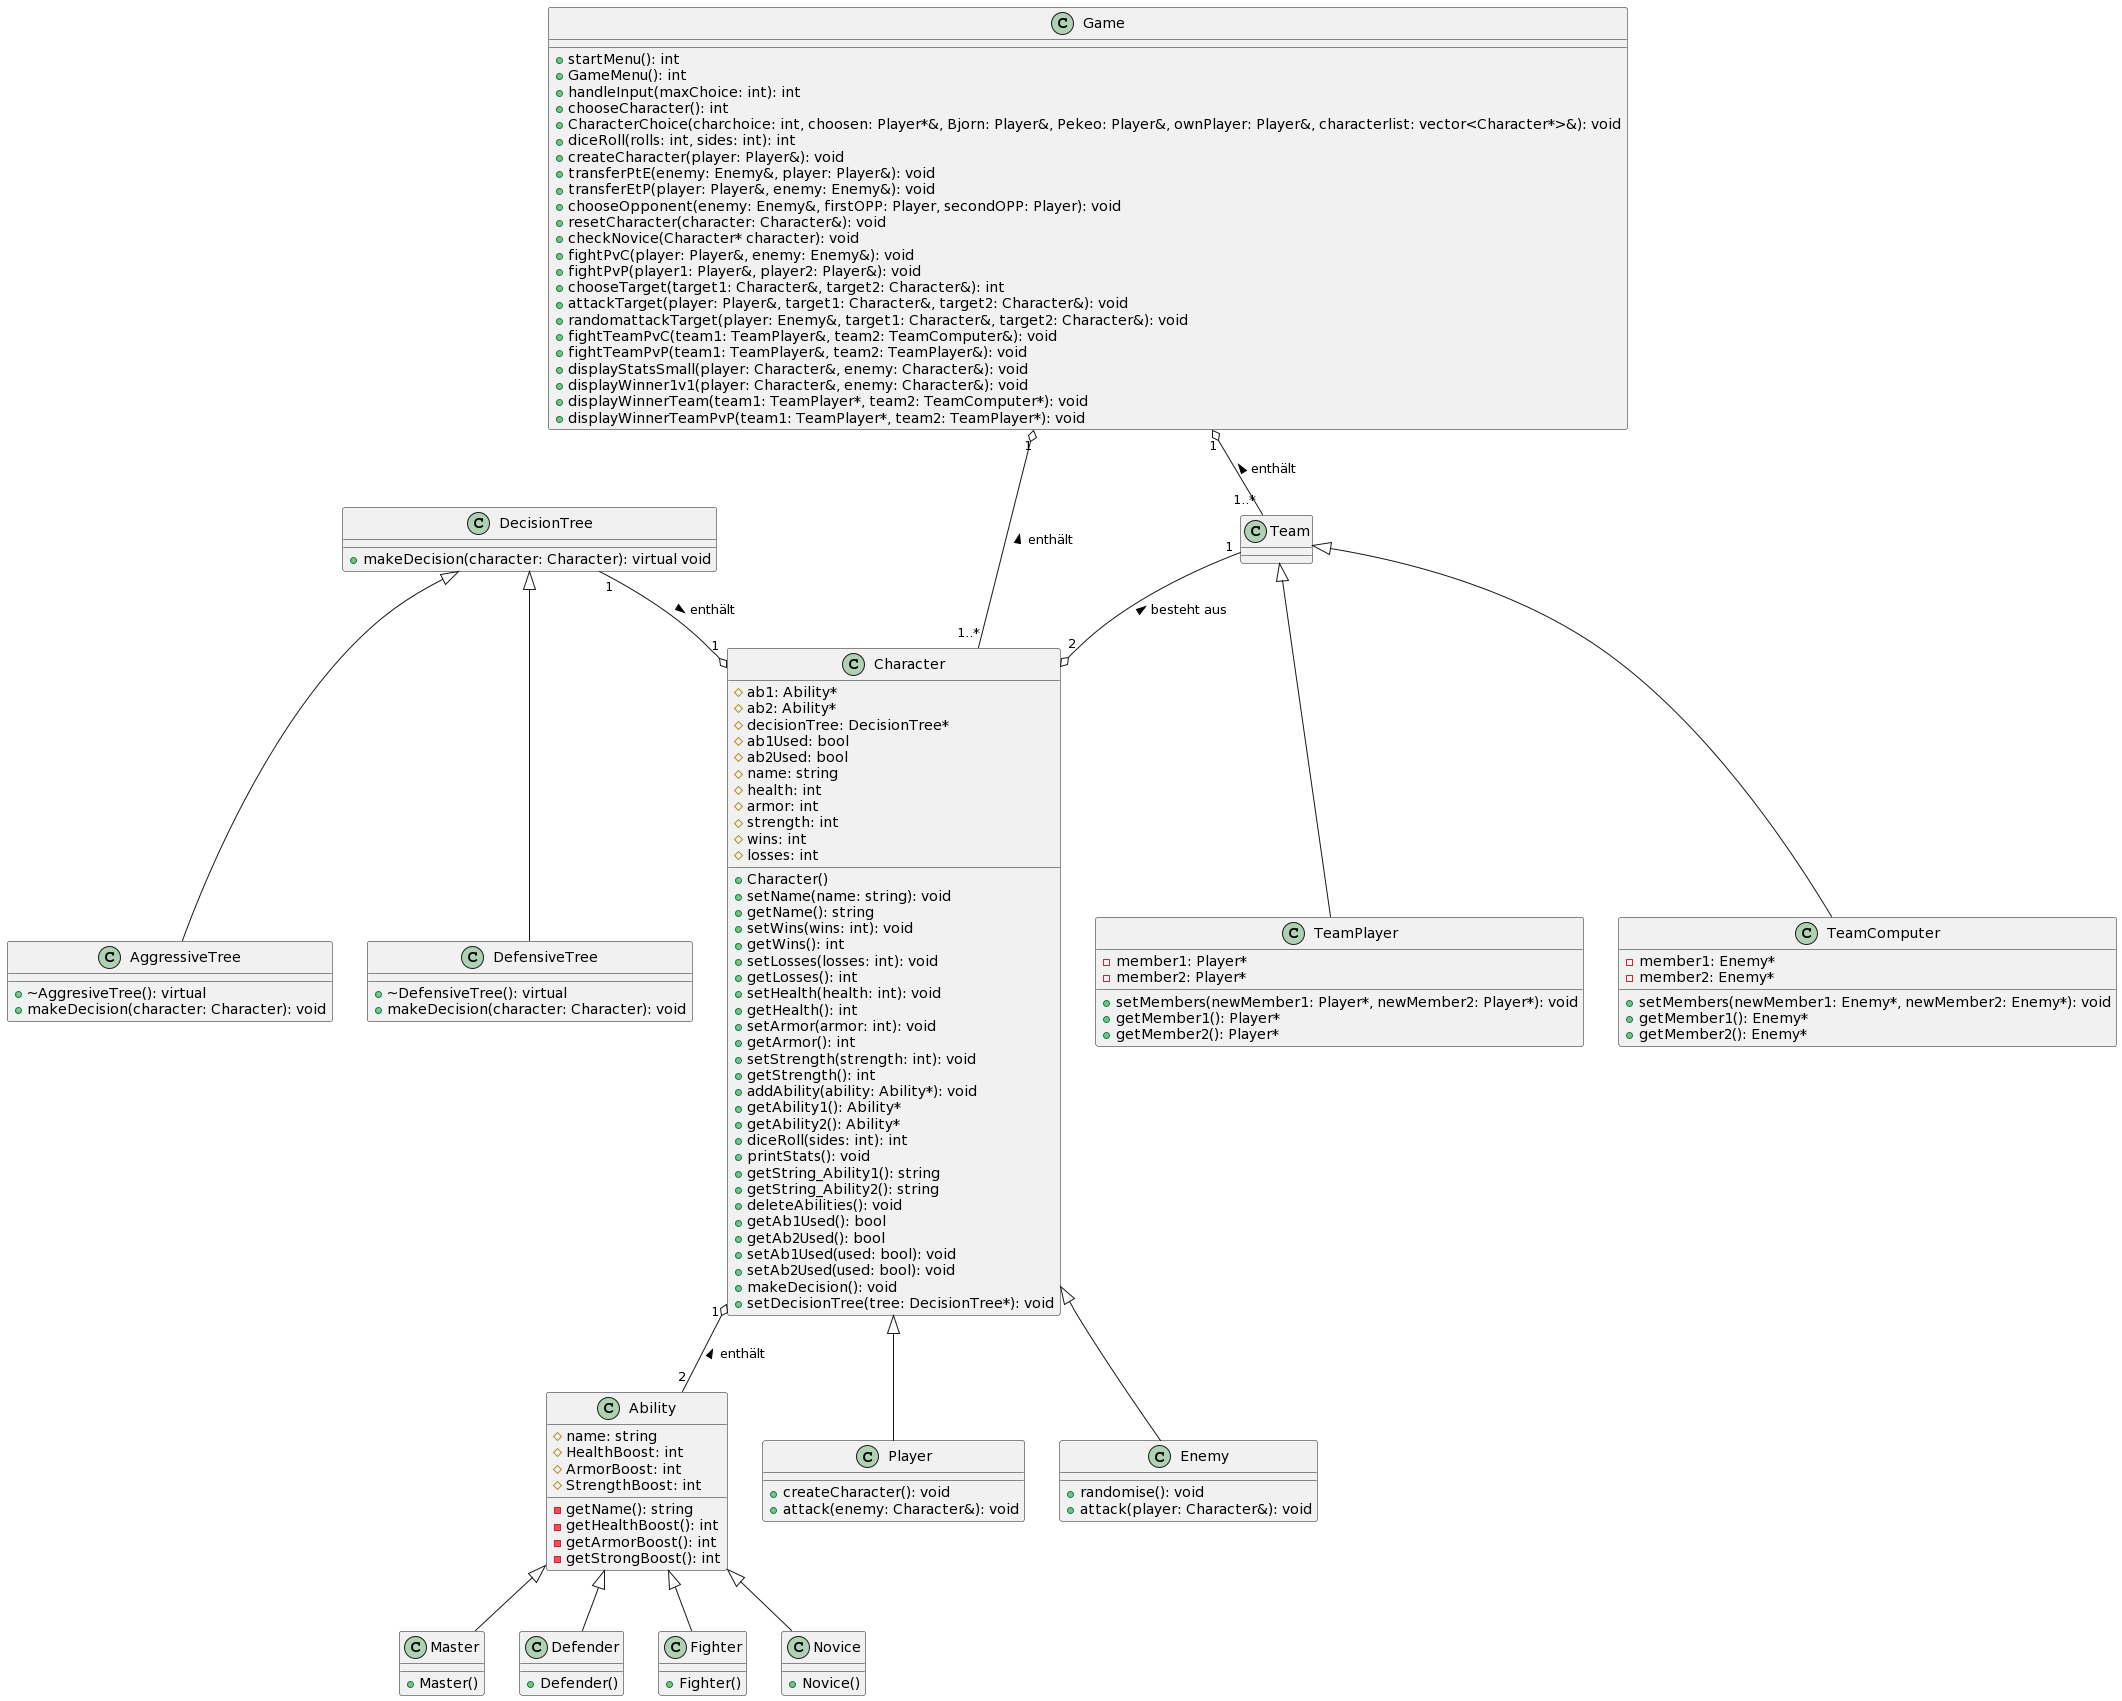 Game
startMenu(): int
GameMenu(): int
handleInput(maxChoice: int): int
chooseCharacter(): int
CharacterChoice(charchoice: int, choosen: Player*&, Bjorn: Player&, Pekeo: Player&, ownPlayer: Player&, characterlist: vector<Character*>&): void
diceRoll(rolls: int, sides: int): int
createCharacter(player: Player&): void
transferPtE(enemy: Enemy&, player: Player&): void
transferEtP(player: Player&, enemy: Enemy&): void
chooseOpponent(enemy: Enemy&, firstOPP: Player, secondOPP: Player): void
resetCharacter(character: Character&): void
checkNovice(Character* character): void
fightPvC(player: Player&, enemy: Enemy&): void
fightPvP(player1: Player&, player2: Player&): void
chooseTarget(target1: Character&, target2: Character&): int
attackTarget(player: Player&, target1: Character&, target2: Character&): void
randomattackTarget(player: Enemy&, target1: Character&, target2: Character&): void
fightTeamPvC(team1: TeamPlayer&, team2: TeamComputer&): void
fightTeamPvP(team1: TeamPlayer&, team2: TeamPlayer&): void
displayStatsSmall(player: Character&, enemy: Character&): void
displayWinner1v1(player: Character&, enemy: Character&): void
displayWinnerTeam(team1: TeamPlayer*, team2: TeamComputer*): void
displayWinnerTeamPvP(team1: TeamPlayer*, team2: TeamPlayer*): void
1
1
enthält
1..*
DecisionTree
makeDecision(character: Character): virtual void
enthält
Team
1
1
enthält
besteht aus
1
1..*
2
Character
ab1: Ability*
ab2: Ability*
decisionTree: DecisionTree*
ab1Used: bool
ab2Used: bool
name: string
health: int
armor: int
strength: int
wins: int
losses: int
Character()
setName(name: string): void
getName(): string
setWins(wins: int): void
getWins(): int
setLosses(losses: int): void
getLosses(): int
setHealth(health: int): void
getHealth(): int
setArmor(armor: int): void
getArmor(): int
setStrength(strength: int): void
getStrength(): int
addAbility(ability: Ability*): void
getAbility1(): Ability*
getAbility2(): Ability*
diceRoll(sides: int): int
printStats(): void
getString_Ability1(): string
getString_Ability2(): string
deleteAbilities(): void
getAb1Used(): bool
getAb2Used(): bool
setAb1Used(used: bool): void
setAb2Used(used: bool): void
makeDecision(): void
setDecisionTree(tree: DecisionTree*): void
AggressiveTree
~AggresiveTree(): virtual
makeDecision(character: Character): void
DefensiveTree
~DefensiveTree(): virtual
makeDecision(character: Character): void
TeamPlayer
member1: Player*
member2: Player*
setMembers(newMember1: Player*, newMember2: Player*): void
getMember1(): Player*
getMember2(): Player*
TeamComputer
member1: Enemy*
member2: Enemy*
setMembers(newMember1: Enemy*, newMember2: Enemy*): void
getMember1(): Enemy*
getMember2(): Enemy*
1
enthält
2
Ability
name: string
HealthBoost: int
ArmorBoost: int
StrengthBoost: int
getName(): string
getHealthBoost(): int
getArmorBoost(): int
getStrongBoost(): int
Player
createCharacter(): void
attack(enemy: Character&): void
Enemy
randomise(): void
attack(player: Character&): void
Master
Master()
Defender
Defender()
Fighter
Fighter()
Novice
Novice()